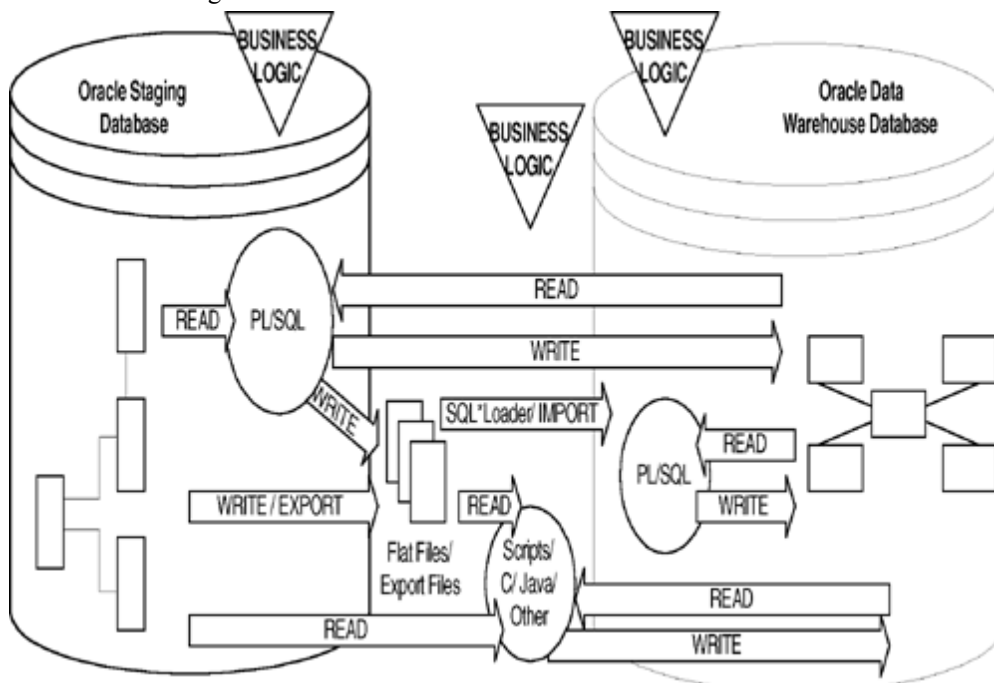 BUSINESS
LOGIC
BUSINESS
LOGIC
Oracle Staging
Database
BUSINESS
LOGIC
Oracle Data
Warehouse Database
READ
READ
PL/SQL
WRITE
WRITE
SQL*Loader/ IMPORT
READ
PL/SQL
WRITE / EXPORT
READ
WRITE
Flat Files/
Export Files
Scripts/
C/ Java/
Other
READ
READ
WRITE